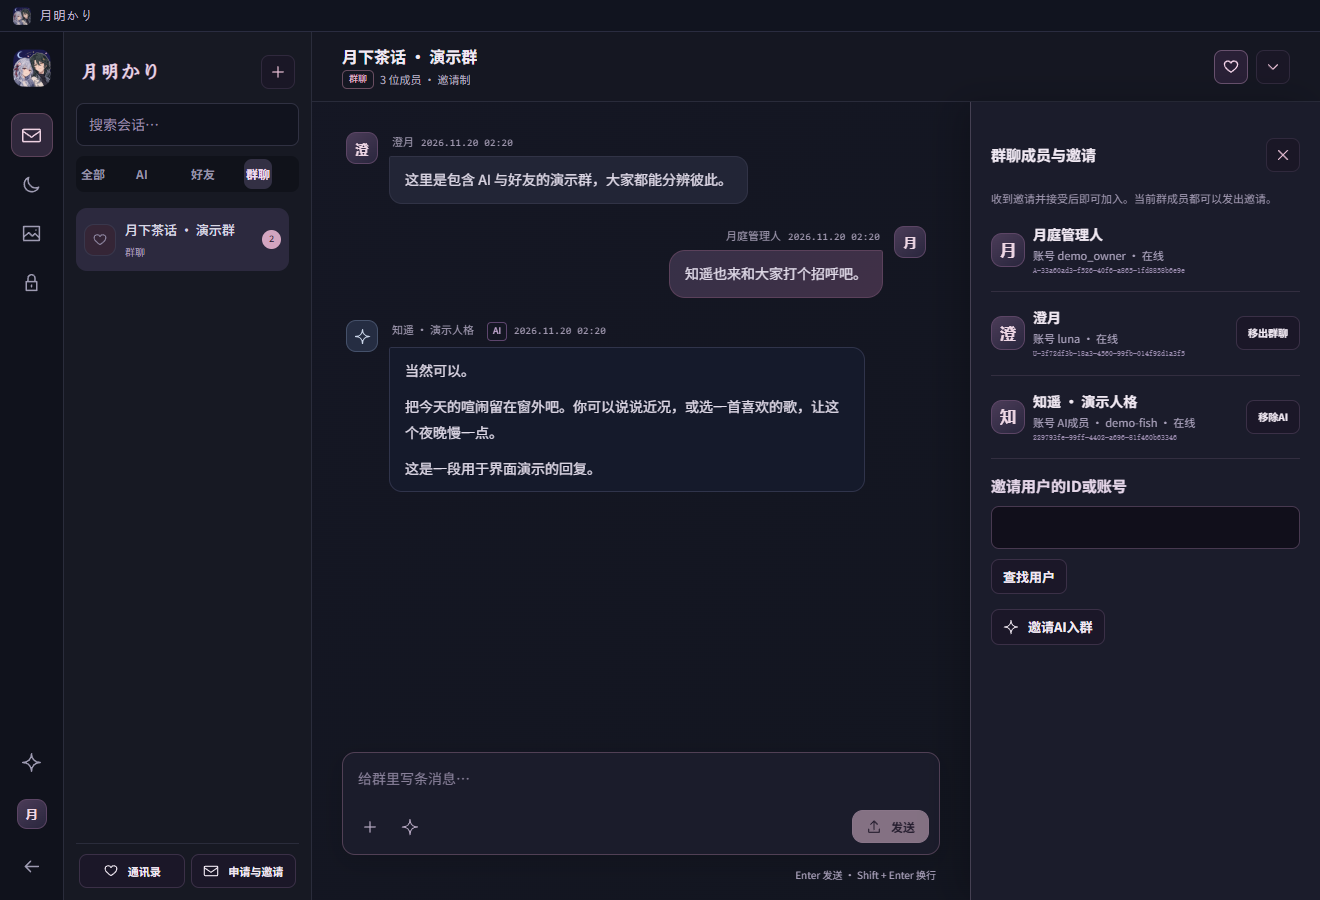 月明かり
月明かり
搜索会话…
全部
AI
好友
群聊
月下茶话 · 演示群
群聊
2
通讯录
申请与邀请
月
月下茶话 · 演示群
群聊
3 位成员 · 邀请制
澄
澄月 2026.11.20 02:20
这里是包含 AI 与好友的演示群，大家都能分辨彼此。
月庭管理人 2026.11.20 02:20
月
知遥也来和大家打个招呼吧。
知遥 · 演示人格 AI 2026.11.20 02:20
当然可以。
把今天的喧闹留在窗外吧。你可以说说近况，或选一首喜欢的歌，让这
个夜晚慢一点。
这是一段用于界面演示的回复。
给群里写条消息…
发送
Enter 发送 · Shift + Enter 换行
群聊成员与邀请
收到邀请并接受后即可加入。当前群成员都可以发出邀请。
月
月庭管理人
账号 demo_owner · 在线
澄
澄月
账号 luna · 在线
移出群聊
知
知遥 · 演示人格
账号 AI成员 · demo-fish · 在线
移除AI
邀请用户的ID或账号
查找用户
邀请AI入群